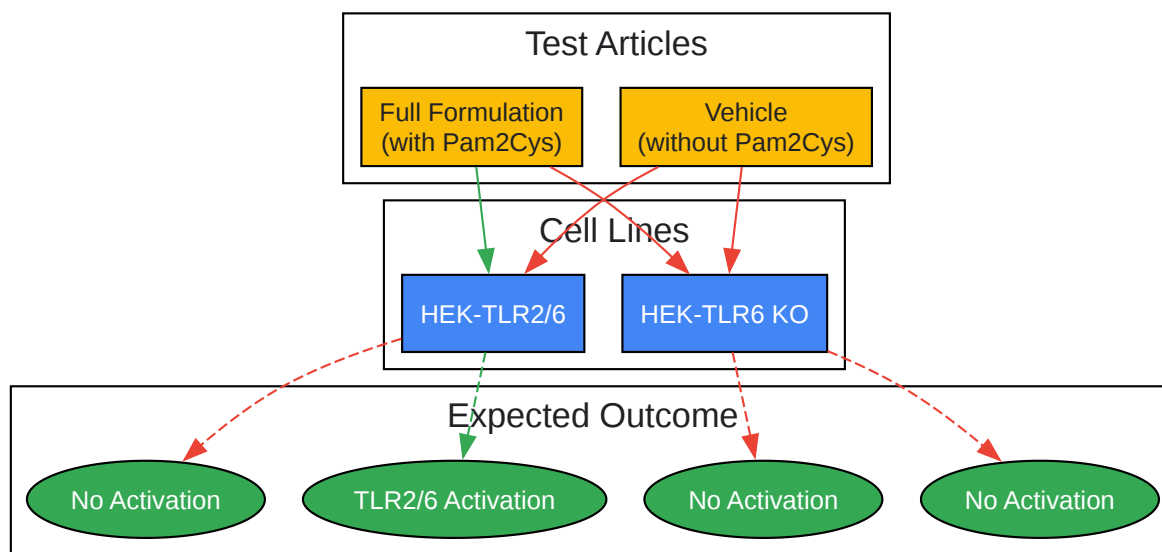 Test Articles
Full Formulation
(with Pam2Cys)
Vehicle
(without Pam2Cys)
Cell Lines
HEK-TLR2/6
HEK-TLR6 KO
Expected Outcome
No Activation
TLR2/6 Activation
No Activation
No Activation